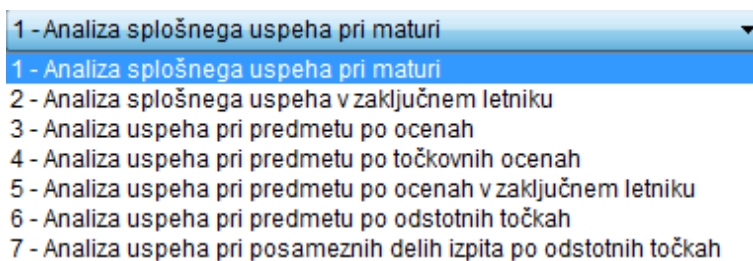 1 - Analiza splošnega uspeha pri maturi
1 - Analiza splošnega uspeha pri maturi
2 - Analiza splošnega uspeha v zaključnem letniku
3 - Analiza uspeha pri predmetu po ocenah
4 - Analiza uspeha pri predmetu po točkovnih ocenah
5 - Analiza uspeha pri predmetu po ocenah v zaključnem letniku
6 - Analiza uspeha pri predmetu po odstotnih točkah
7 - Analiza uspeha pri posameznih delih izpita po odstotnih točkah